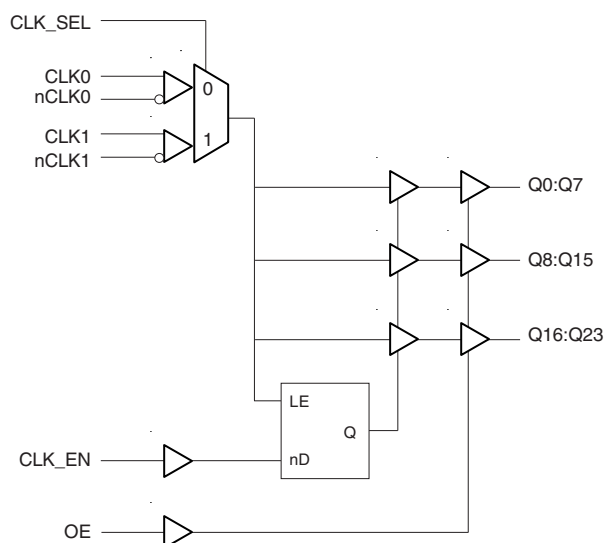 CLK_SEL
CLK0
nCLK0
0
CLK1
nCLK1
1
Q0:Q7
Q8:Q15
Q16:Q23
LE
Q
nD
CLK_EN
OE